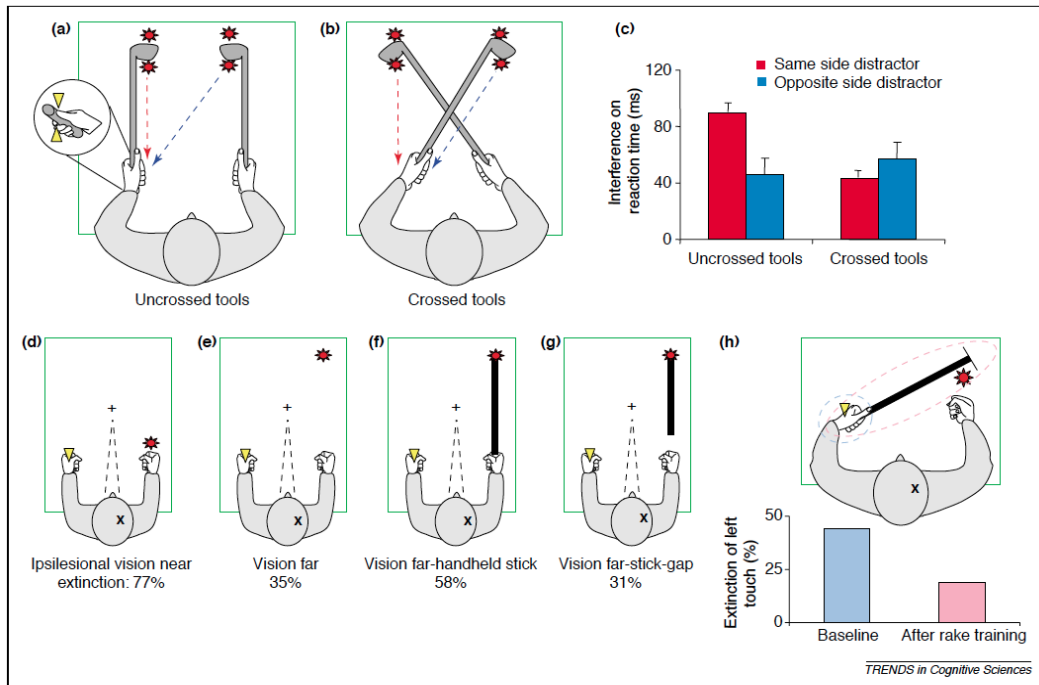 (a)
(b)
(c)
Same side distractor
Opposite side distractor
120
80
40
0
Interference on
reaction time (ms)
Uncrossed tools
Crossed tools
Uncrossed tools
Crossed tools
(d)
(e)
(f)
(g)
(h)
+
+
+
+
x
x
x
x
x
Ipsilesional vision near
extinction: 77%
Vision far
35%
Vision far-handheld stick
58%
Vision far-stick-gap
31%
50
25
0
Extinction of left
touch (%)
Baseline
After rake training
TRENDS in Cognitive Sciences